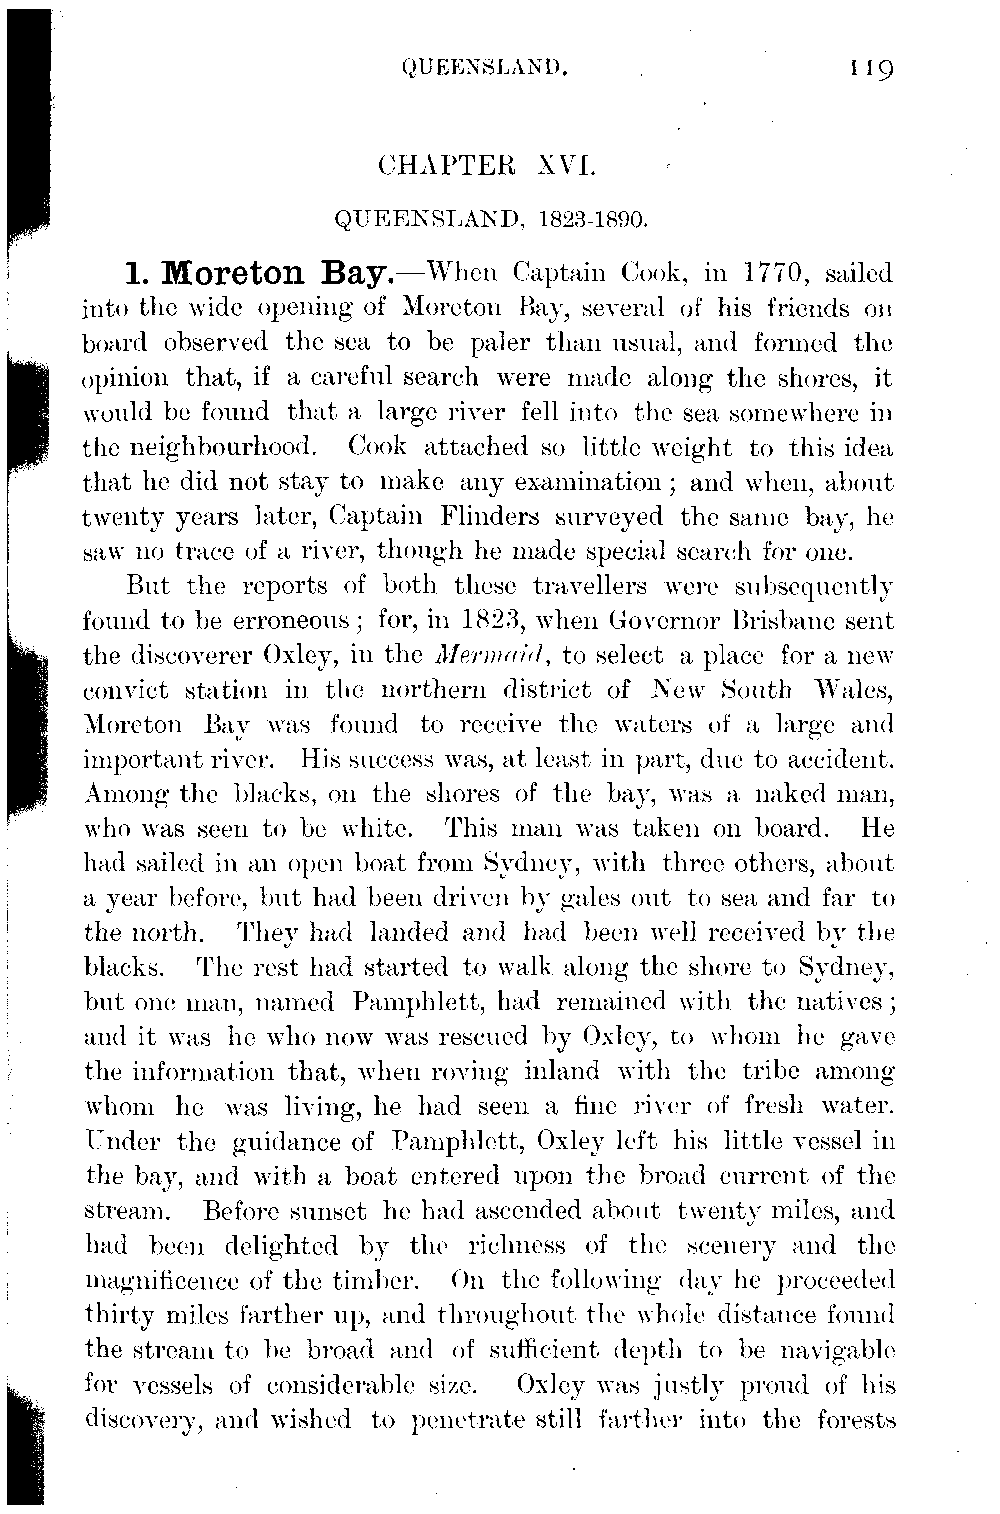 QUEENSLAND. 119
CHAPTER XVI.
QUEENSLAND, 1823-1890.
1. Moreton Bay.—When Captain Cook, in 1770, sailed
into the wide opening of Moreton Bay, several of his friends on
board observed the sea to be paler than usual, and formed the
opinion that, if a careful search were made along the shores, it
would be found that a large river fell into the sea somewhere in
the neighbourhood. Cook attached so little weight to this idea
that he did not stay to make any examination; and when, about
twenty years later, Captain Flinders surveyed the same bay, he
saw no trace of a river, though he made special search for one.
But the reports of both these travellers were subsequently
found to be erroneous; for, in 1823, when Governor Brisbane sent
the discoverer Oxley, in the Mermaid, to select a place for a new
convict station in the northern district of New South Wales,
Moreton Bay was found to receive the waters of a large and
important river. His success was, at least in part, due to accident.
Among the blacks, on the shores of the bay, was a naked man,
who was seen to be white. This man was taken on board. He
had sailed in an open boat from Sydney, with three others, about
a year before, but had been driven by gales out to sea and far to
the north. They had landed and had been well received by the
blacks. The rest had started to walk along the shore to Sydney,
but one man, named Pamphlett, had remained with the natives;
and it was he who now was rescued by Oxley, to whom he gave
the information that, when roving inland with the tribe among
whom he was living, he had seen a fine river of fresh water.
Under the guidance of Pamphlett, Oxley left his little vessel in
the bay, and with a boat entered upon the broad current of the
stream. Before sunset he had ascended about twenty miles, and
had been delighted by the richness of the scenery and the
magnificence of the timber. On the following day he proceeded
thirty miles farther up, and throughout the whole distance found
the stream to be broad and of sufficient depth to be navigable
for vessels of considerable size. Oxley was justly proud of his
discovery, and wished to penetrate still farther into the forests